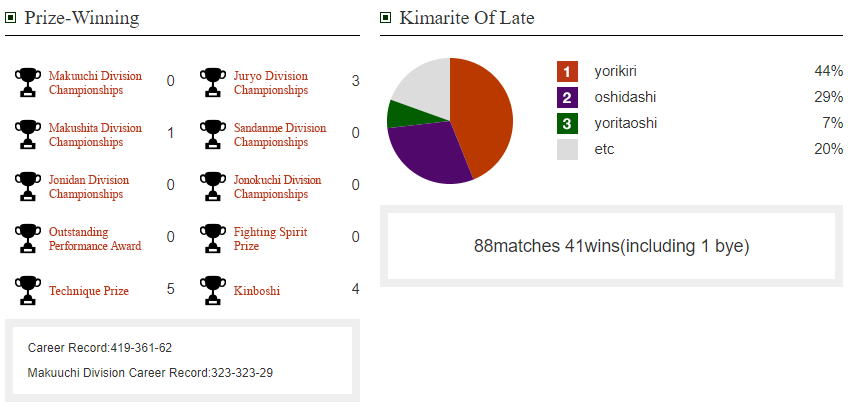 Prize-Winning
Makuuchi Division
Championships
0
Juryo Division
Championships
3
Makushita Division
Championships
1
Sandanme Division
Championships
0
Jonidan Division
Championships
0
Jonokuchi Division
Championships
0
Outstanding
Performance Award
0
Fighting Spirit
Prize
0
Technique Prize
5
Kinboshi
4
Career Record:419-361-62
Makuuchi Division Career Record:323-323-29
Kimarite Of Late
1 yorikiri 44%
2 oshidashi 29%
3 yoritaoshi 7%
etc 20%
88matches 41wins(including 1 bye)